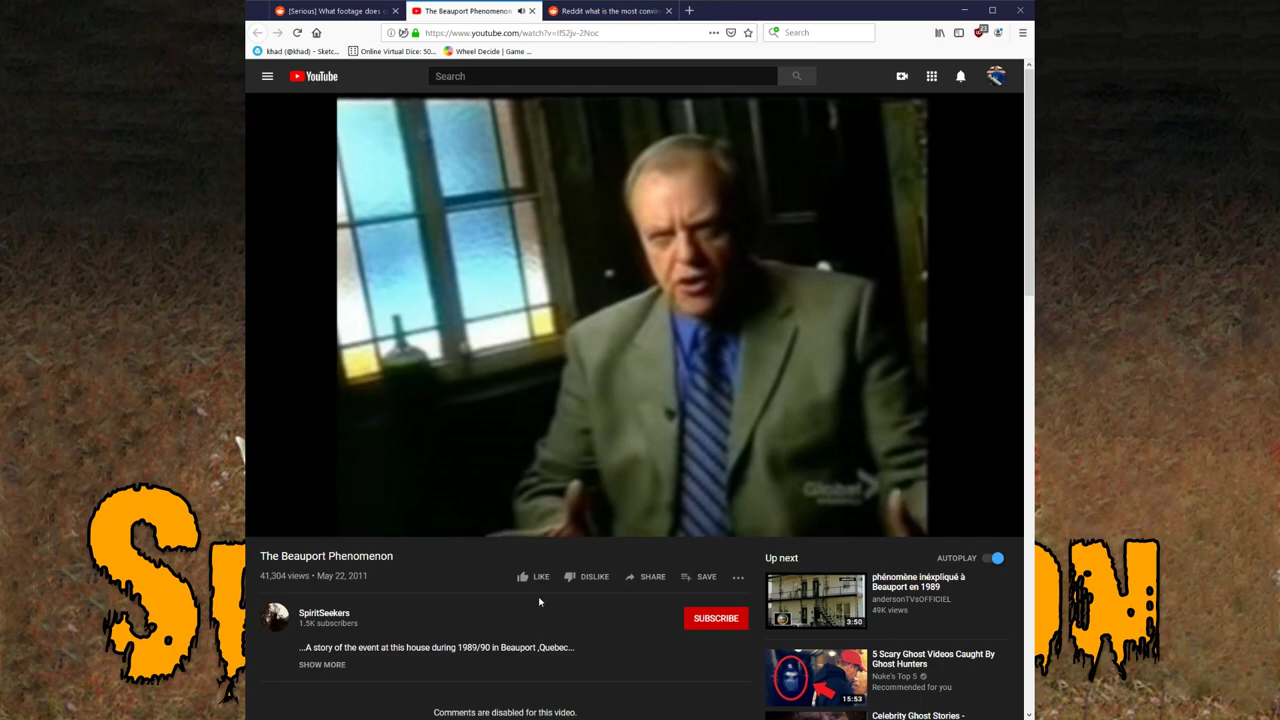 [Serious] What footage does c
The Beauport Phenomenon
Reddit what is the most convin
https://www.youtube.com/watch?v=IfS2jv-2Noc
Search
23
khad (@khad) - Sketc...
Online Virtual Dice: 50...
Wheel Decide | Game ...
YouTube
Search
Global
The Beauport Phenomenon
41,304 views • May 22, 2011
LIKE
DISLIKE
SHARE
SAVE
SpiritSeekers
1.5K subscribers
SUBSCRIBE
...A story of the event at this house during 1989/90 in Beauport ,Quebec...
SHOW MORE
Comments are disabled for this video.
Up next
AUTOPLAY
phénomène inéxpliqué à
Beauport en 1989
andersonTVsOFFICIEL
49K views
3:50
5 Scary Ghost Videos Caught By
Ghost Hunters
Nuke's Top 5
Recommended for you
15:53
Celebrity Ghost Stories -